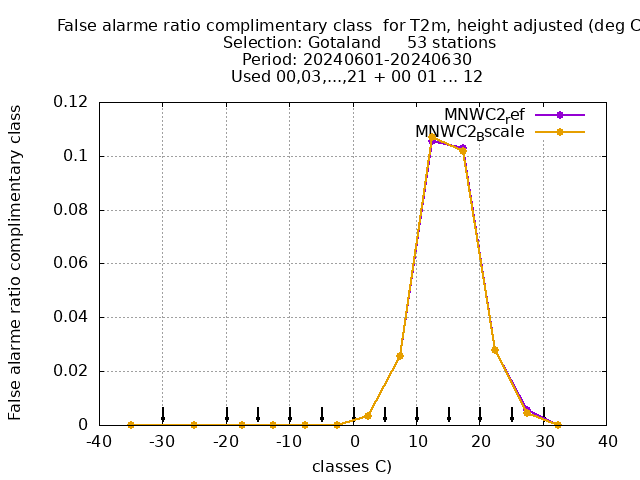 False alarme ratio complimentary class  for T2m, height adjusted (deg C
Selection: Gotaland     53 stations
Period: 20240601-20240630
Used 00,03,...,21 + 00 01 ... 12
False alarme ratio complimentary class
0.12
0.1
0.08
0.06
0.04
0.02
0
MNWC2ref
MNWC2Bscale
-40
-30
-20
-10
0
10
20
30
40
classes C)